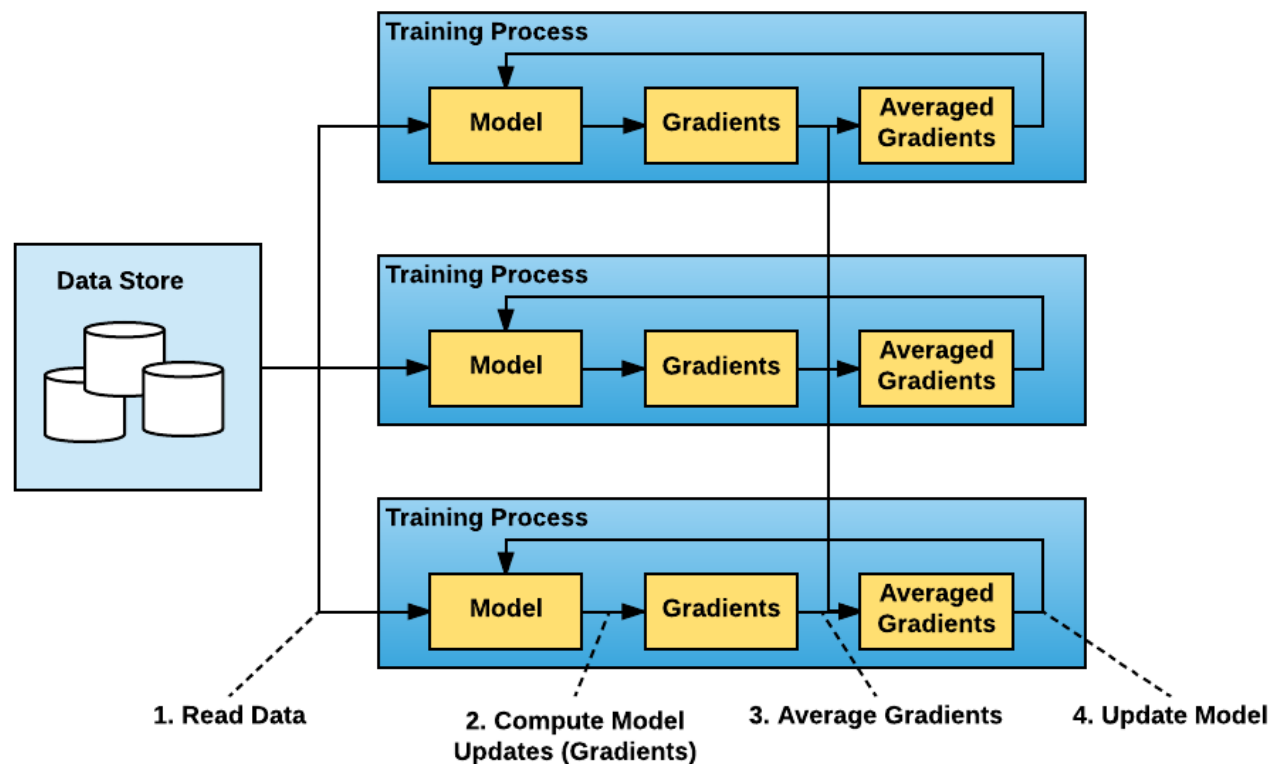 Training Process
Model
Gradients
Averaged
Gradients
Data Store
Training Process
Model
Gradients
Averaged
Gradients
Training Process
Model
Gradients
Averaged
Gradients
1. Read Data
2. Compute Model
Updates (Gradients)
3. Average Gradients
4. Update Model